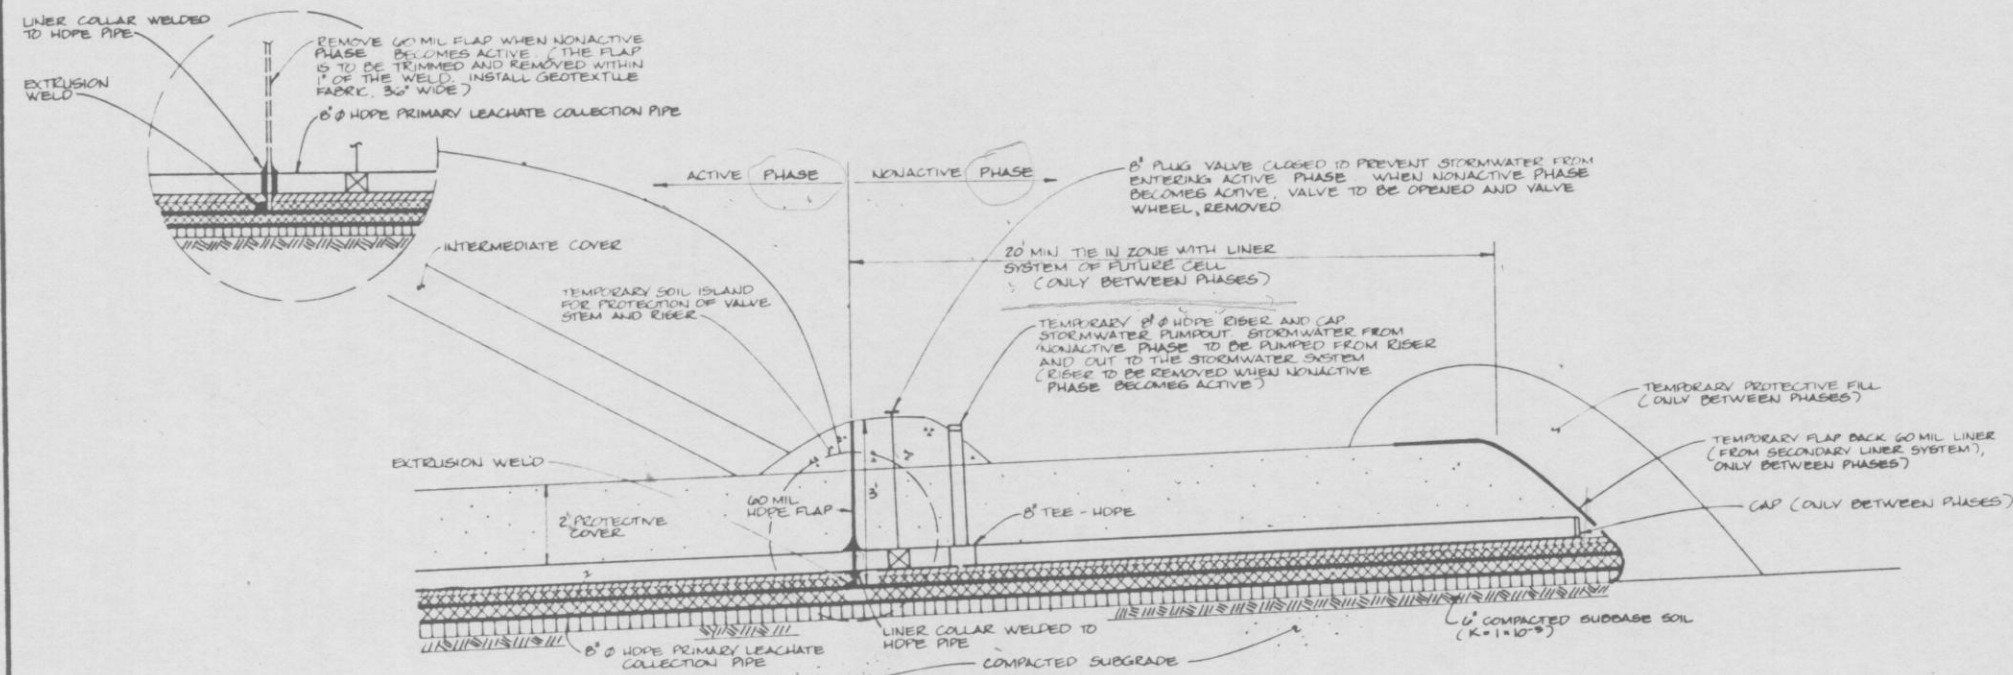 LINER COLLAR WELDED
TO HDPE PIPE
EXTRUSION
WELD
REMOVE 60 MIL FLAP WHEN NONACTIVE
PHASE BECOMES ACTIVE (THE FLAP
IS TO BE TRIMMED AND REMOVED WITHIN
1" OF THE WELD. INSTALL GEOTEXTILE
FABRIC, 36" WIDE)
8" Ø HDPE PRIMARY LEACHATE COLLECTION PIPE
ACTIVE PHASE
NONACTIVE PHASE
8" PLUG VALVE CLOSED TO PREVENT STORMWATER FROM
ENTERING ACTIVE PHASE WHEN NONACTIVE PHASE
BECOMES ACTIVE, VALVE TO BE OPENED AND VALVE
WHEEL, REMOVED
INTERMEDIATE COVER
20' MIN TIE IN ZONE WITH LINER
SYSTEM OF FUTURE CELL
(ONLY BETWEEN PHASES)
TEMPORARY SOIL ISLAND
FOR PROTECTION OF VALVE
STEM AND RISER
TEMPORARY 8" Ø HDPE RISER AND CAP
STORMWATER PUMPOUT. STORMWATER FROM
NONACTIVE PHASE TO BE PUMPED FROM RISER
AND OUT TO THE STORMWATER SYSTEM
(RISER TO BE REMOVED WHEN NONACTIVE
PHASE BECOMES ACTIVE)
TEMPORARY PROTECTIVE FILL
(ONLY BETWEEN PHASES)
TEMPORARY FLAP BACK 60 MIL LINER
(FROM SECONDARY LINER SYSTEM),
ONLY BETWEEN PHASES)
EXTRUSION WELD
60 MIL
HDPE FLAP
3'
8" TEE - HDPE
CAP (ONLY BETWEEN PHASES)
2' PROTECTIVE
COVER
LINER COLLAR WELDED TO
HDPE PIPE
6" COMPACTED SUBBASE SOIL
8" Ø HDPE PRIMARY LEACHATE
COLLECTION PIPE
COMPACTED SUBGRADE